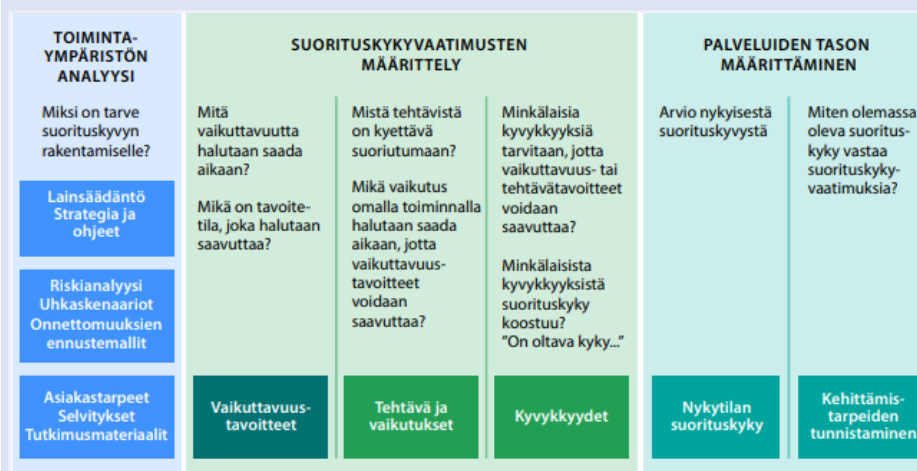 TOIMINTA-
YMPÄRISTÖN
ANALYYSI
Miksi on tarve
suorituskyvyn
rakentamiselle?
Lainsäädäntö
Strategia ja
ohjeet
Riskianalyysi
Uhkaskenaariot
Onnettomuuksien
ennustemallit
Asiakastarpeet
Selvitykset
Tutkimusmateriaalit
SUORITUSKYKYVAATIMUSTEN
MÄÄRITTELY
Mitä
vaikuttavuutta
halutaan saada
aikaan?
Mikä on tavoite-
tila, joka halutaan
saavuttaa?
Vaikuttavuus-
tavoitteet
Mistä tehtävistä
on kyettävä
suoriutumaan?
Mikä vaikutus
omalla toiminnalla
halutaan saada
aikaan, jotta
vaikuttavuus-
tavoitteet
voidaan
saavuttaa?
Tehtävä ja
vaikutukset
Minkälaisia
kyvykkyyksiä
tarvitaan, jotta
vaikuttavuus- tai
tehtävätavoitteet
voidaan
saavuttaa?
Minkälaisista
kyvykkyyksistä
suorituskyky
koostuu?
"On oltava kyky..."
Kyvykkyydet
PALVELUIDEN TASON
MÄÄRITTÄMINEN
Arvio nykyisestä
suorituskyvystä
Nykytilan
suorituskyky
Miten olemassa
oleva suoritus-
kyky vastaa
suorituskyky-
vaatimuksia?
Kehittämis-
tarpeiden
tunnistaminen